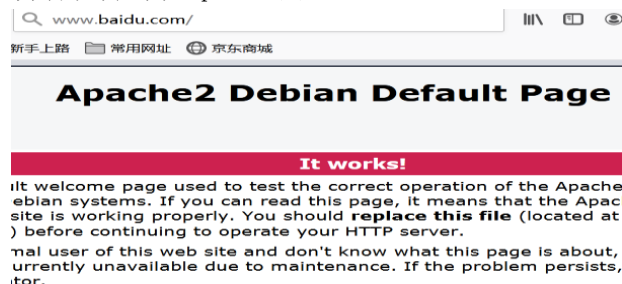 www.baidu.com/
新手上路 常用网址 京东商城
Apache2 Debian Default Page
It works!
ult welcome page used to test the correct operation of the Apache
ebian systems. If you can read this page, it means that the Apac
site is working properly. You should replace this file (located at
) before continuing to operate your HTTP server.
mal user of this web site and don't know what this page is about,
urrently unavailable due to maintenance. If the problem persists,
ator.